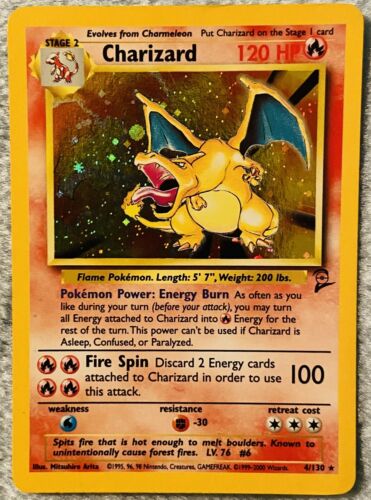 Evolves from Charmeleon Put Charizard on the Stage 1 card
STAGE 2
Charizard 120 HP
Flame Pokémon. Length: 5' 7", Weight: 200 lbs.
Pokémon Power: Energy Burn As often as you
like during your turn (before your attack), you may turn
all Energy attached to Charizard into Energy for the
rest of the turn. This power can't be used if Charizard is
Asleep, Confused, or Paralyzed.
Fire Spin Discard 2 Energy cards
attached to Charizard in order to use
this attack.
100
weakness resistance retreat cost
-30
Spits fire that is hot enough to melt boulders. Known to
unintentionally cause forest fires. LV. 76 #6
Illus. Mitsuhiro Arita ©1995, 96, 98 Nintendo, Creatures, GAMEFREAK. ©1999-2000 Wizards. 4/130 ★